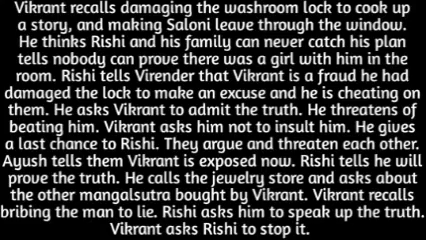 Vikrant recalls damaging the washroom lock to cook up
a story, and making Saloni leave through the window.
He thinks Rishi and his family can never catch his plan
tells nobody can prove there was a girl with him in the
room. Rishi tells Virender that Vikrant is a fraud he had
damaged the lock to make an excuse and he is cheating on
them. He asks Vikrant to admit the truth. He threatens of
beating him. Vikrant asks him not to insult him. He gives
a last chance to Rishi. They argue and threaten each other.
Ayush tells them Vikrant is exposed now. Rishi tells he will
prove the truth. He calls the jewelry store and asks about
the other mangalsutra bought by Vikrant. Vikrant recalls
bribing the man to lie. Rishi asks him to speak up the truth.
Vikrant asks Rishi to stop it.